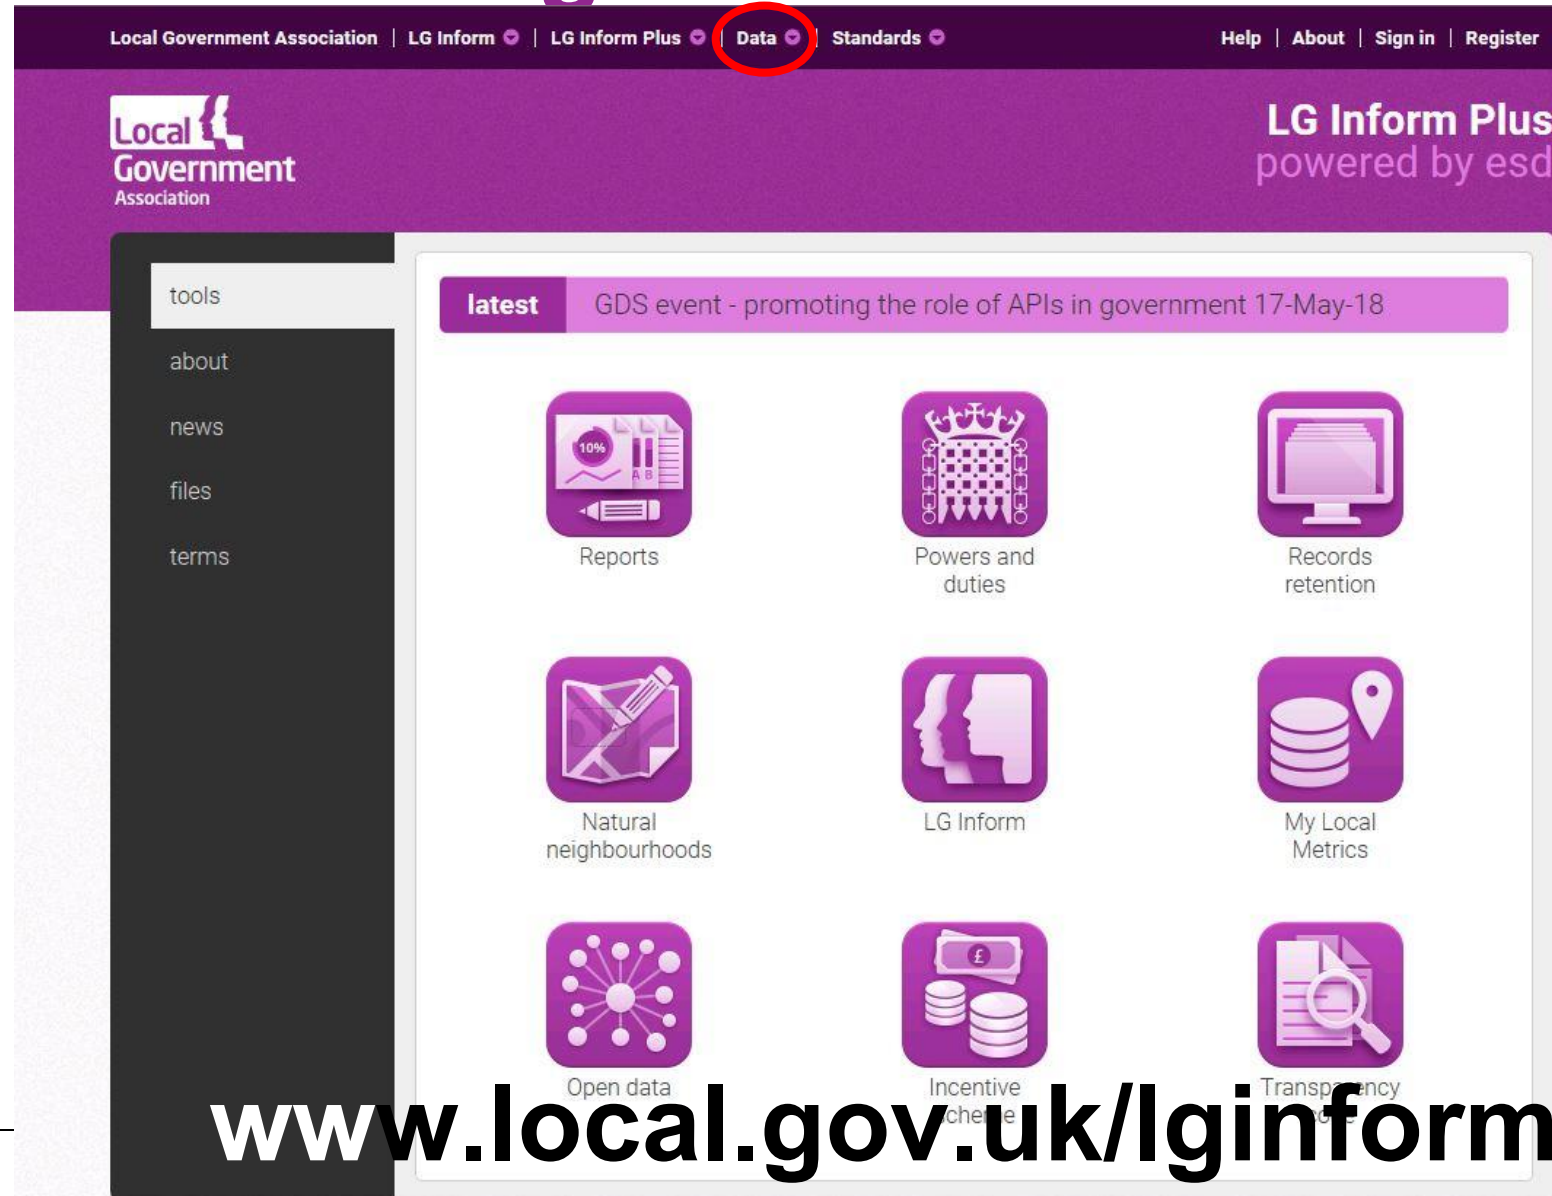 g
Local Government Association | LG Inform | LG Inform Plus | Data | Standards
Help | About | Sign in | Register
Local
Government
Association
LG Inform Plus
powered by esd
tools
about
news
files
terms
latest
GDS event - promoting the role of APIs in government 17-May-18
10%
A B
Reports
Powers and
duties
Records
retention
Natural
neighbourhoods
LG Inform
My Local
Metrics
£
Open data
Incentive
scheme
Transparency
code
www.local.gov.uk/lginform